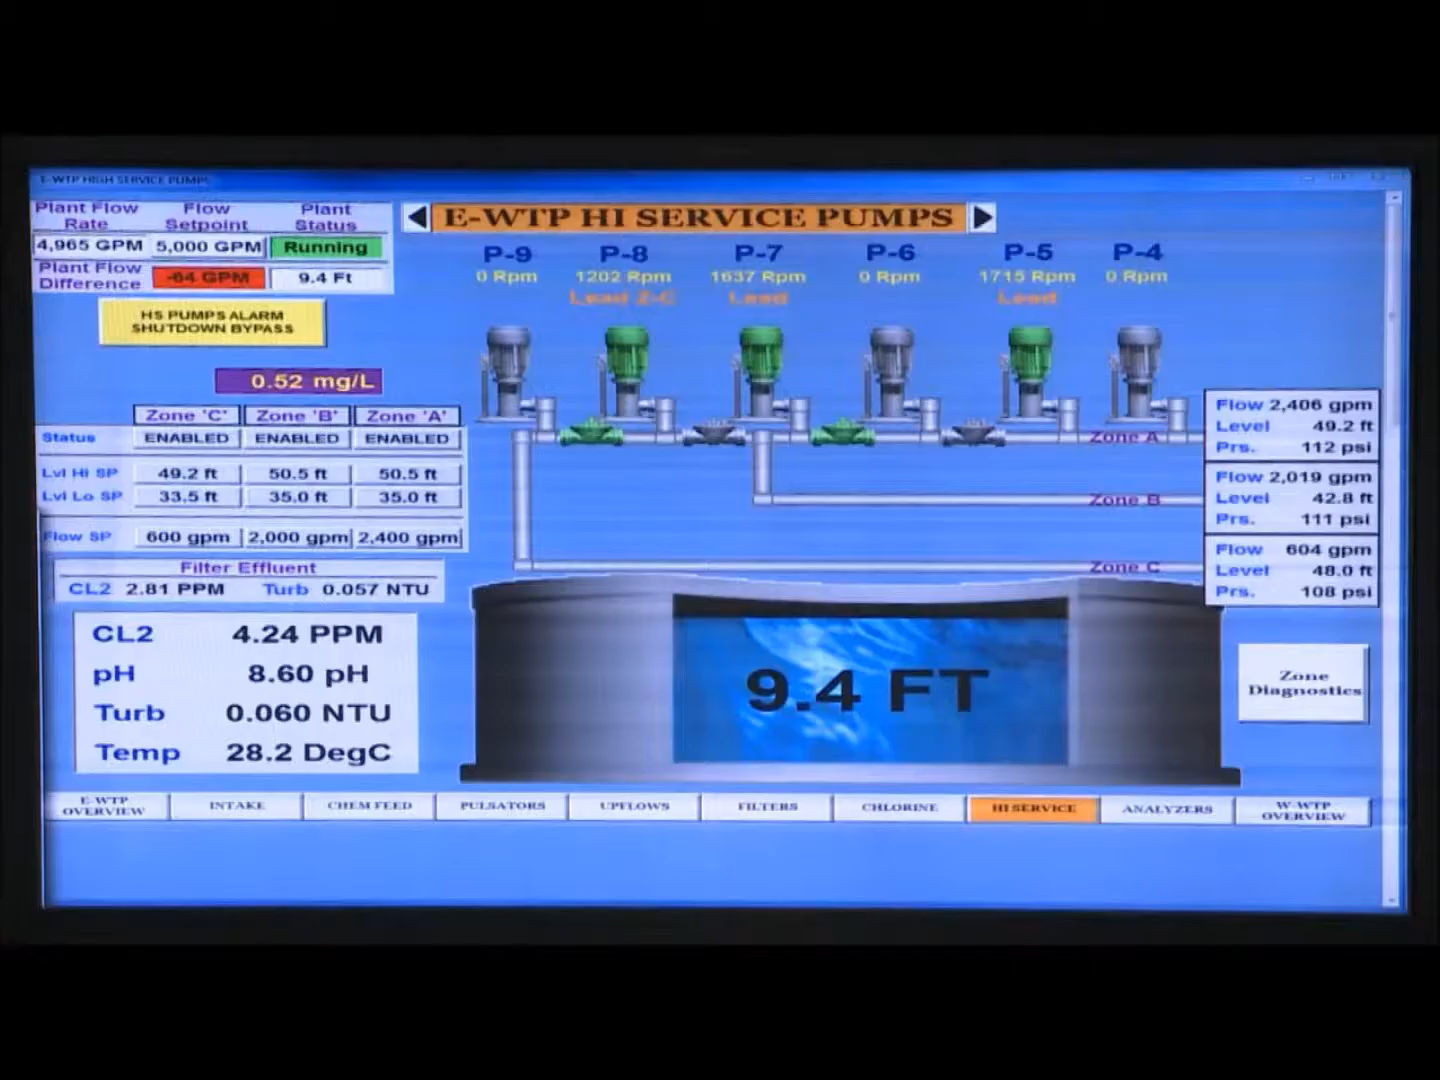 E-WTP HIGH SERVICE PUMPS
Plant Flow Rate
Flow Setpoint
Plant Status
4,965 GPM
5,000 GPM
Running
Plant Flow Difference
-64 GPM
9.4 Ft
HS PUMPS ALARM
SHUTDOWN BYPASS
0.52 mg/L
E-WTP HI SERVICE PUMPS
P-9
P-8
P-7
P-6
P-5
P-4
0 Rpm
1202 Rpm
1637 Rpm
0 Rpm
1715 Rpm
0 Rpm
Lead Z-C
Lead
Lead
Zone 'C'
Zone 'B'
Zone 'A'
Status
ENABLED
ENABLED
ENABLED
Lvl Hi SP
49.2 ft
50.5 ft
50.5 ft
Lvl Lo SP
33.5 ft
35.0 ft
35.0 ft
Flow SP
600 gpm
2,000 gpm
2,400 gpm
Filter Effluent
CL2 2.81 PPM Turb 0.057 NTU
CL2 4.24 PPM
pH 8.60 pH
Turb 0.060 NTU
Temp 28.2 DegC
Zone A
Flow 2,406 gpm
Level 49.2 ft
Prs. 112 psi
Zone B
Flow 2,019 gpm
Level 42.8 ft
Prs. 111 psi
Zone C
Flow 604 gpm
Level 48.0 ft
Prs. 108 psi
9.4 FT
Zone
Diagnostics
E-WTP
OVERVIEW
INTAKE
CHEM FEED
PULSATORS
UPFLOWS
FILTERS
CHLORINE
HI SERVICE
ANALYZERS
W-WTP
OVERVIEW